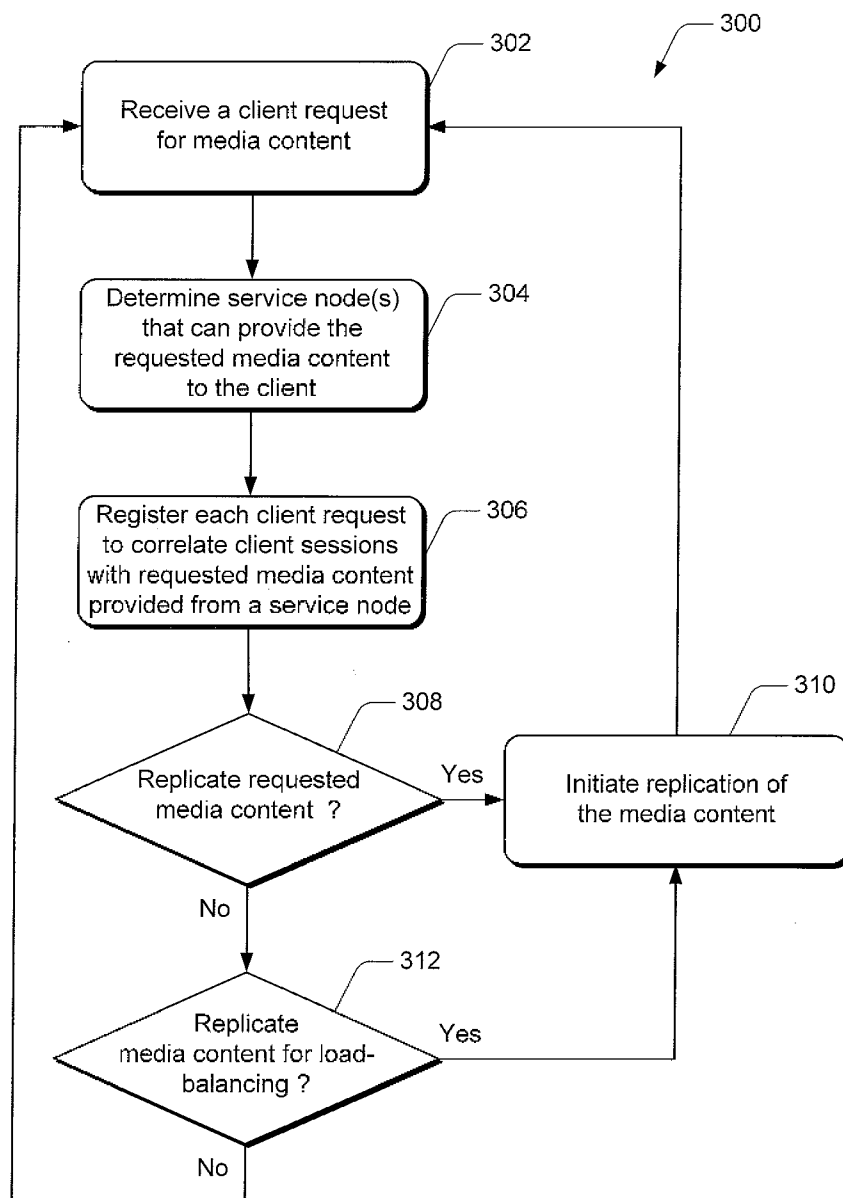 300
302
Receive a client request
for media content
304
Determine service node(s)
that can provide the
requested media content
to the client
306
Register each client request
to correlate client sessions
with requested media content
provided from a service node
308
Replicate requested
media content ?
Yes
310
Initiate replication of
the media content
No
312
Replicate
media content for load-
balancing ?
Yes
No